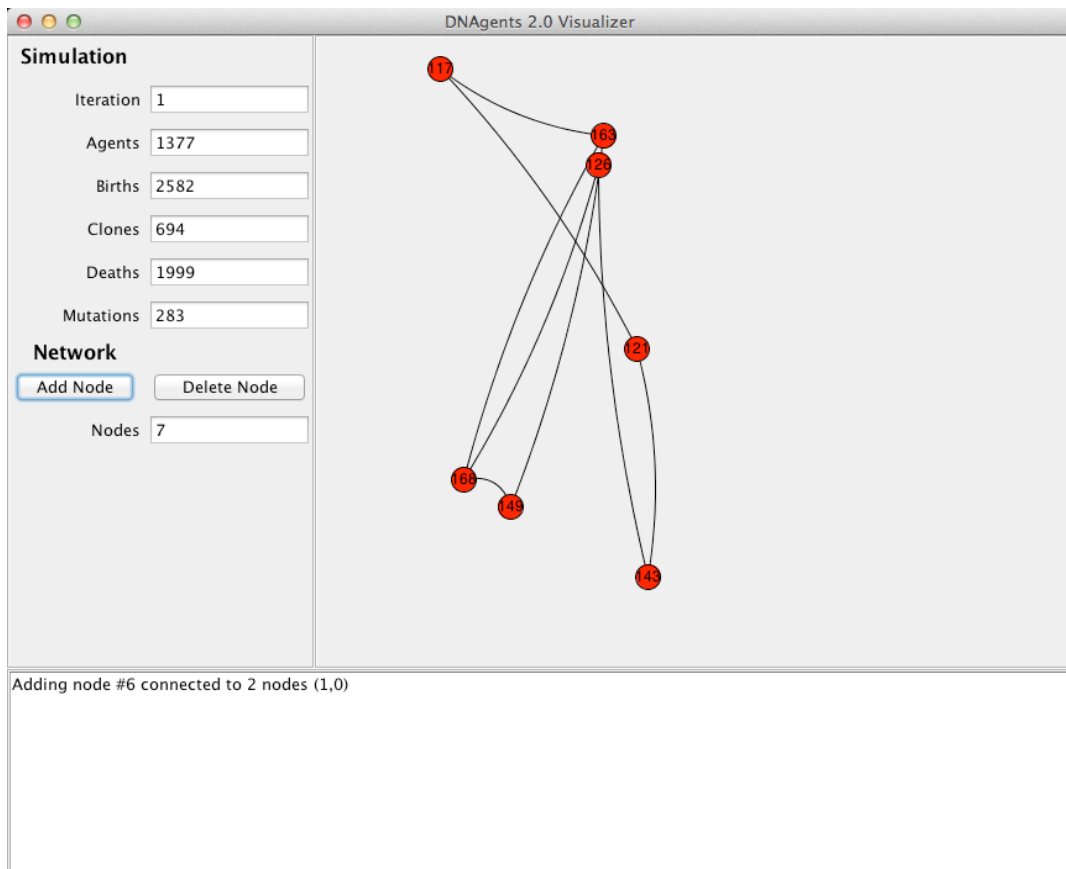 DNAgents 2.0 Visualizer
Simulation
Iteration 1
Agents 1377
Births 2582
Clones 694
Deaths 1999
Mutations 283
Network
Add Node Delete Node
Nodes 7
117
163
126
121
168
149
143
Adding node #6 connected to 2 nodes (1,0)